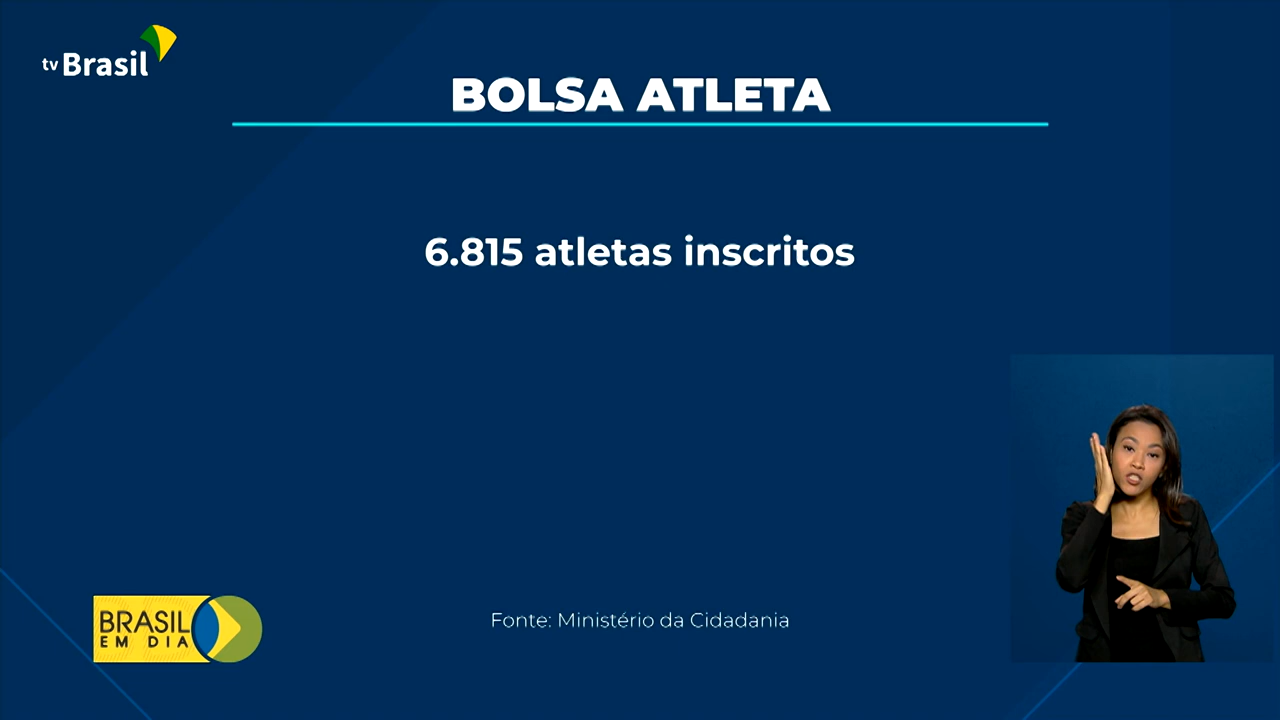 tv Brasil
BOLSA ATLETA
6.815 atletas inscritos
BRASIL
EM DIA
Fonte: Ministério da Cidadania